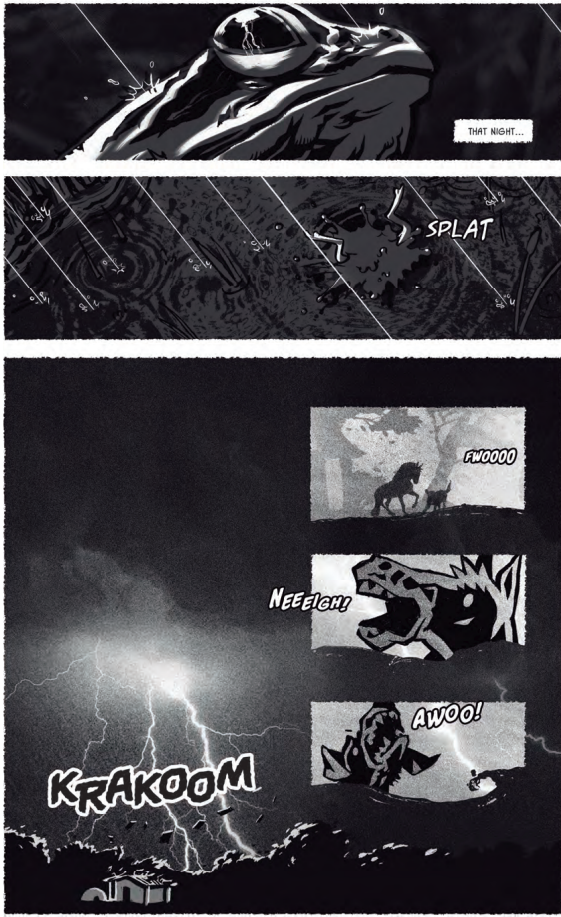 THAT NIGHT...
SPLAT
FWOOOO
NEEEIGH!
AWOO!
KRAKOOM